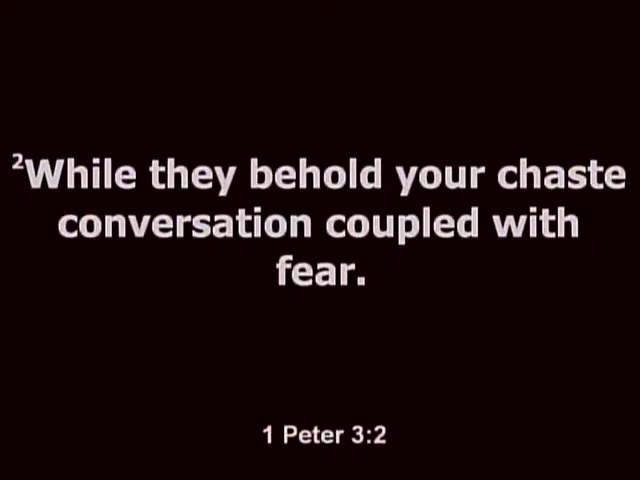 ²While they behold your chaste
conversation coupled with
fear.
1 Peter 3:2